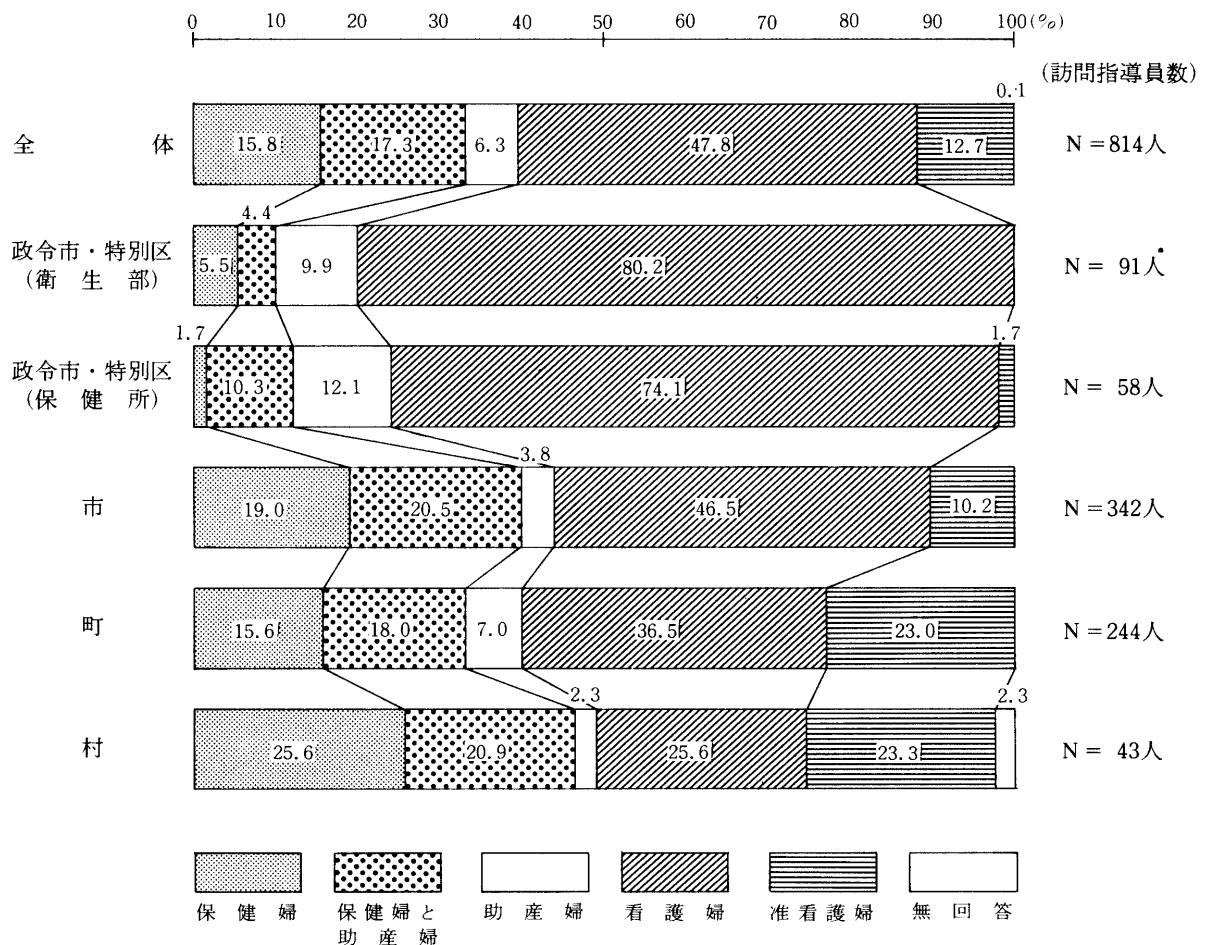 0 10 20 30 40 50 60 70 80 90 100(%)
(訪問指導員数)
0.1
全体 15.8 17.3 6.3 47.8 12.7 N=814人
4.4
政令市・特別区
(衛生部) 5.5 9.9 80.2 N= 91人
1.7 1.7
政令市・特別区
(保健所) 10.3 12.1 74.1 N= 58人
3.8
市 19.0 20.5 46.5 10.2 N=342人
町 15.6 18.0 7.0 36.5 23.0 N=244人
2.3 2.3
村 25.6 20.9 25.6 23.3 N= 43人
保健婦 保健婦と 助産婦 看護婦 准看護婦 無回答
助産婦